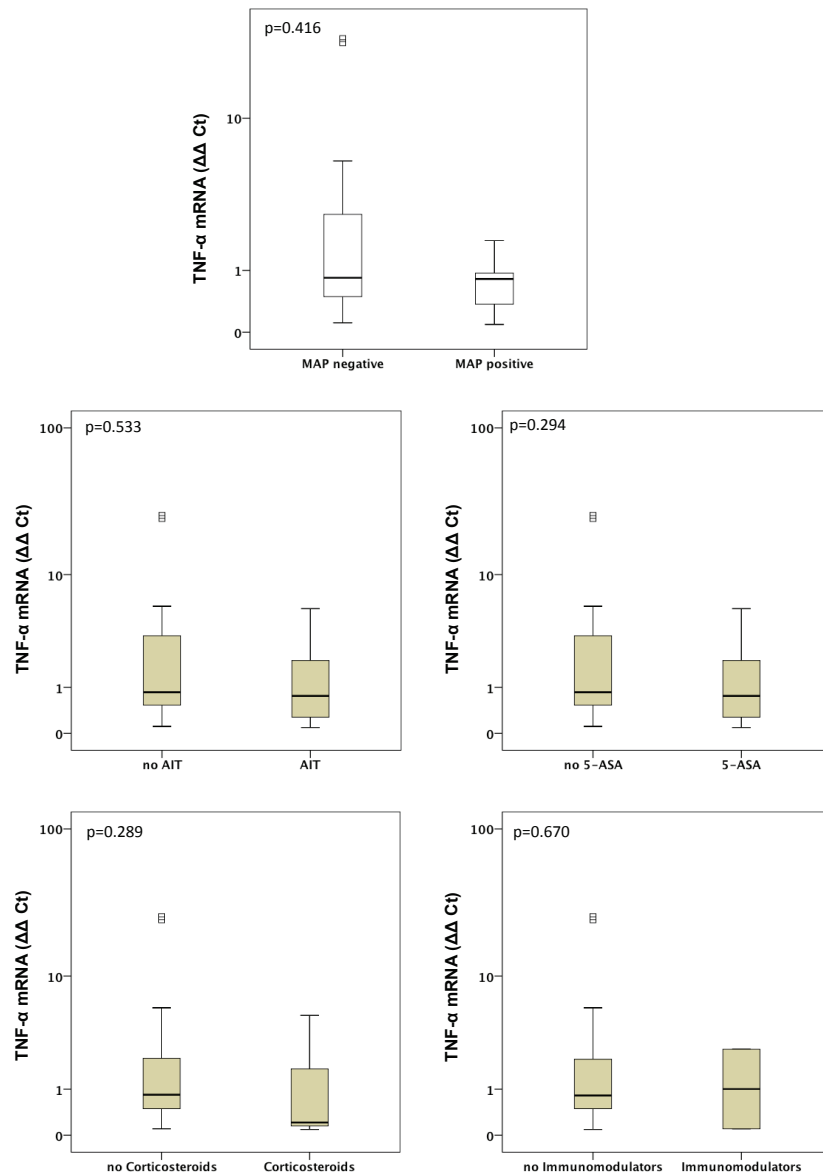 p=0.416
TNF-α mRNA (ΔΔ Ct)
10
1
0
MAP negative MAP positive
p=0.533
TNF-α mRNA (ΔΔ Ct)
100
10
1
0
no AIT AIT
p=0.294
TNF-α mRNA (ΔΔ Ct)
100
10
1
0
no 5-ASA 5-ASA
p=0.289
TNF-α mRNA (ΔΔ Ct)
100
10
1
0
no Corticosteroids Corticosteroids
p=0.670
TNF-α mRNA (ΔΔ Ct)
100
10
1
0
no Immunomodulators Immunomodulators